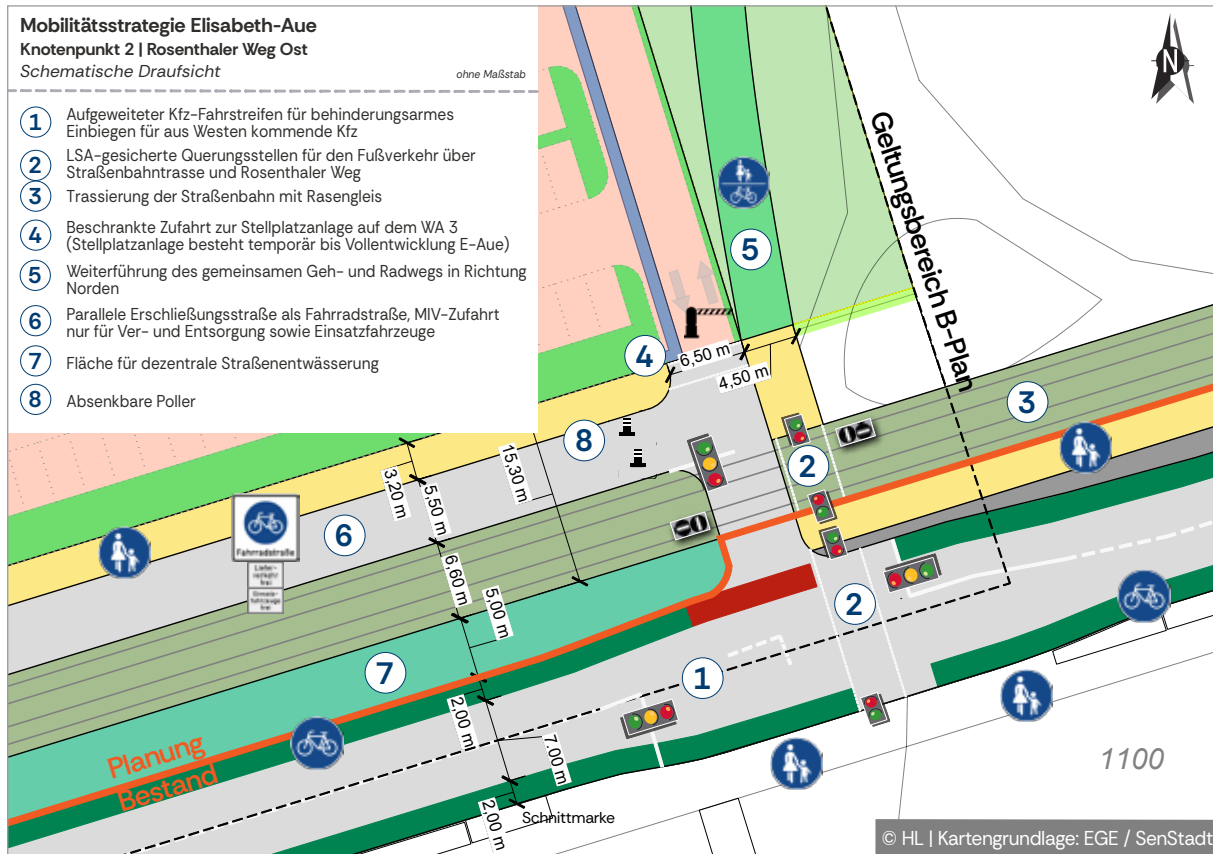 Mobilitätsstrategie Elisabeth-Aue
Knotenpunkt 2 | Rosenthaler Weg Ost
Schematische Draufsicht
ohne Maßstab
1 Aufgeweiteter Kfz-Fahrstreifen für behinderungsarmes
Einbiegen für aus Westen kommende Kfz
2 LSA-gesicherte Querungsstellen für den Fußverkehr über
Straßenbahntrasse und Rosenthaler Weg
3 Trassierung der Straßenbahn mit Rasengleis
4 Beschrankte Zufahrt zur Stellplatzanlage auf dem WA 3
(Stellplatzanlage besteht temporär bis Vollentwicklung E-Aue)
5 Weiterführung des gemeinsamen Geh- und Radwegs in Richtung
Norden
6 Parallele Erschließungsstraße als Fahrradstraße, MIV-Zufahrt
nur für Ver- und Entsorgung sowie Einsatzfahrzeuge
7 Fläche für dezentrale Straßenentwässerung
8 Absenkbare Poller
N
Geltungsbereich B-Plan
5
4
6,50 m
4,50 m
3
8
2
15,30 m
3,20 m
5,50 m
6
Fahrradstraße
6,60 m
5,00 m
2
7
1
2,00 m
7,00 m
2,00 m
Planung
Bestand
Schnittmarke
1100
© HL | Kartengrundlage: EGE / SenStadt